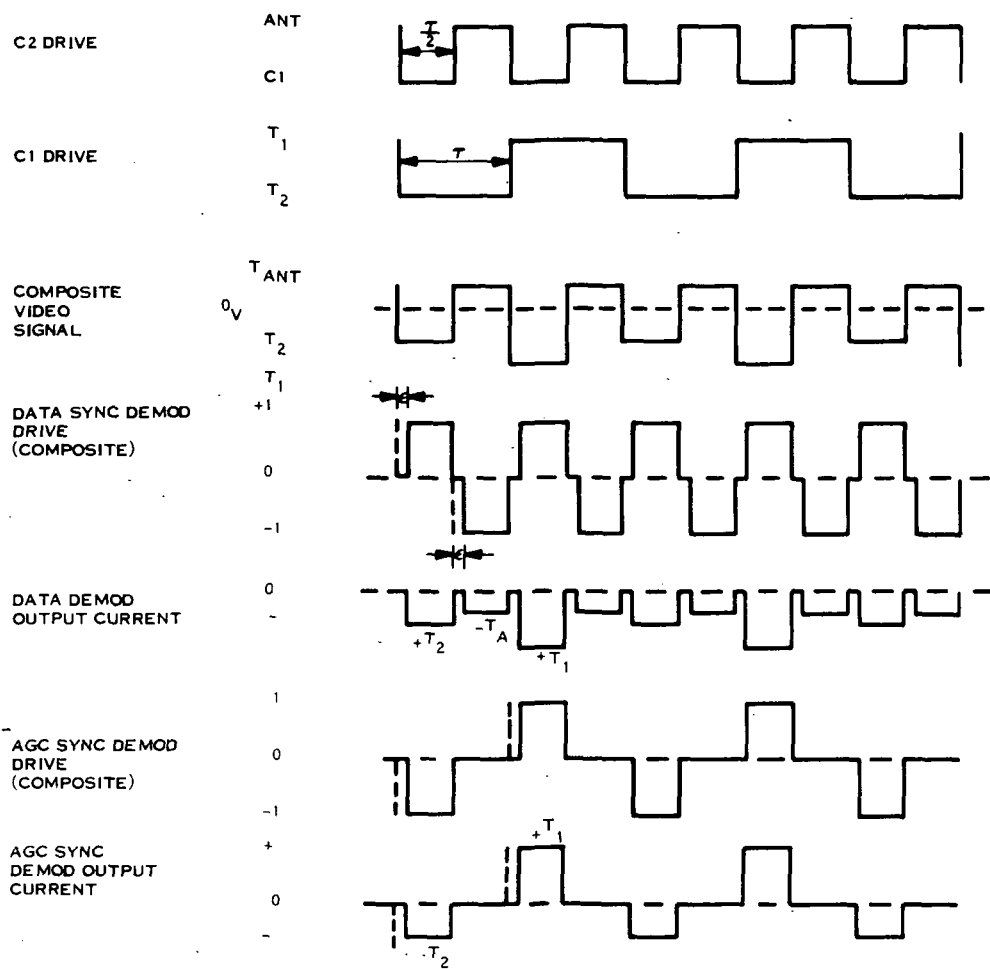 ANT
C2 DRIVE
τ/2
C1
T1
C1 DRIVE
τ
T2
TANT
COMPOSITE
VIDEO
SIGNAL
0V
T2
T1
DATA SYNC DEMOD
DRIVE
(COMPOSITE)
+1
ε
0
-1
ε
DATA DEMOD
OUTPUT CURRENT
0
-
+T2
-TA
+T1
AGC SYNC DEMOD
DRIVE
(COMPOSITE)
1
0
-1
AGC SYNC
DEMOD OUTPUT
CURRENT
+
+T1
0
-
-T2